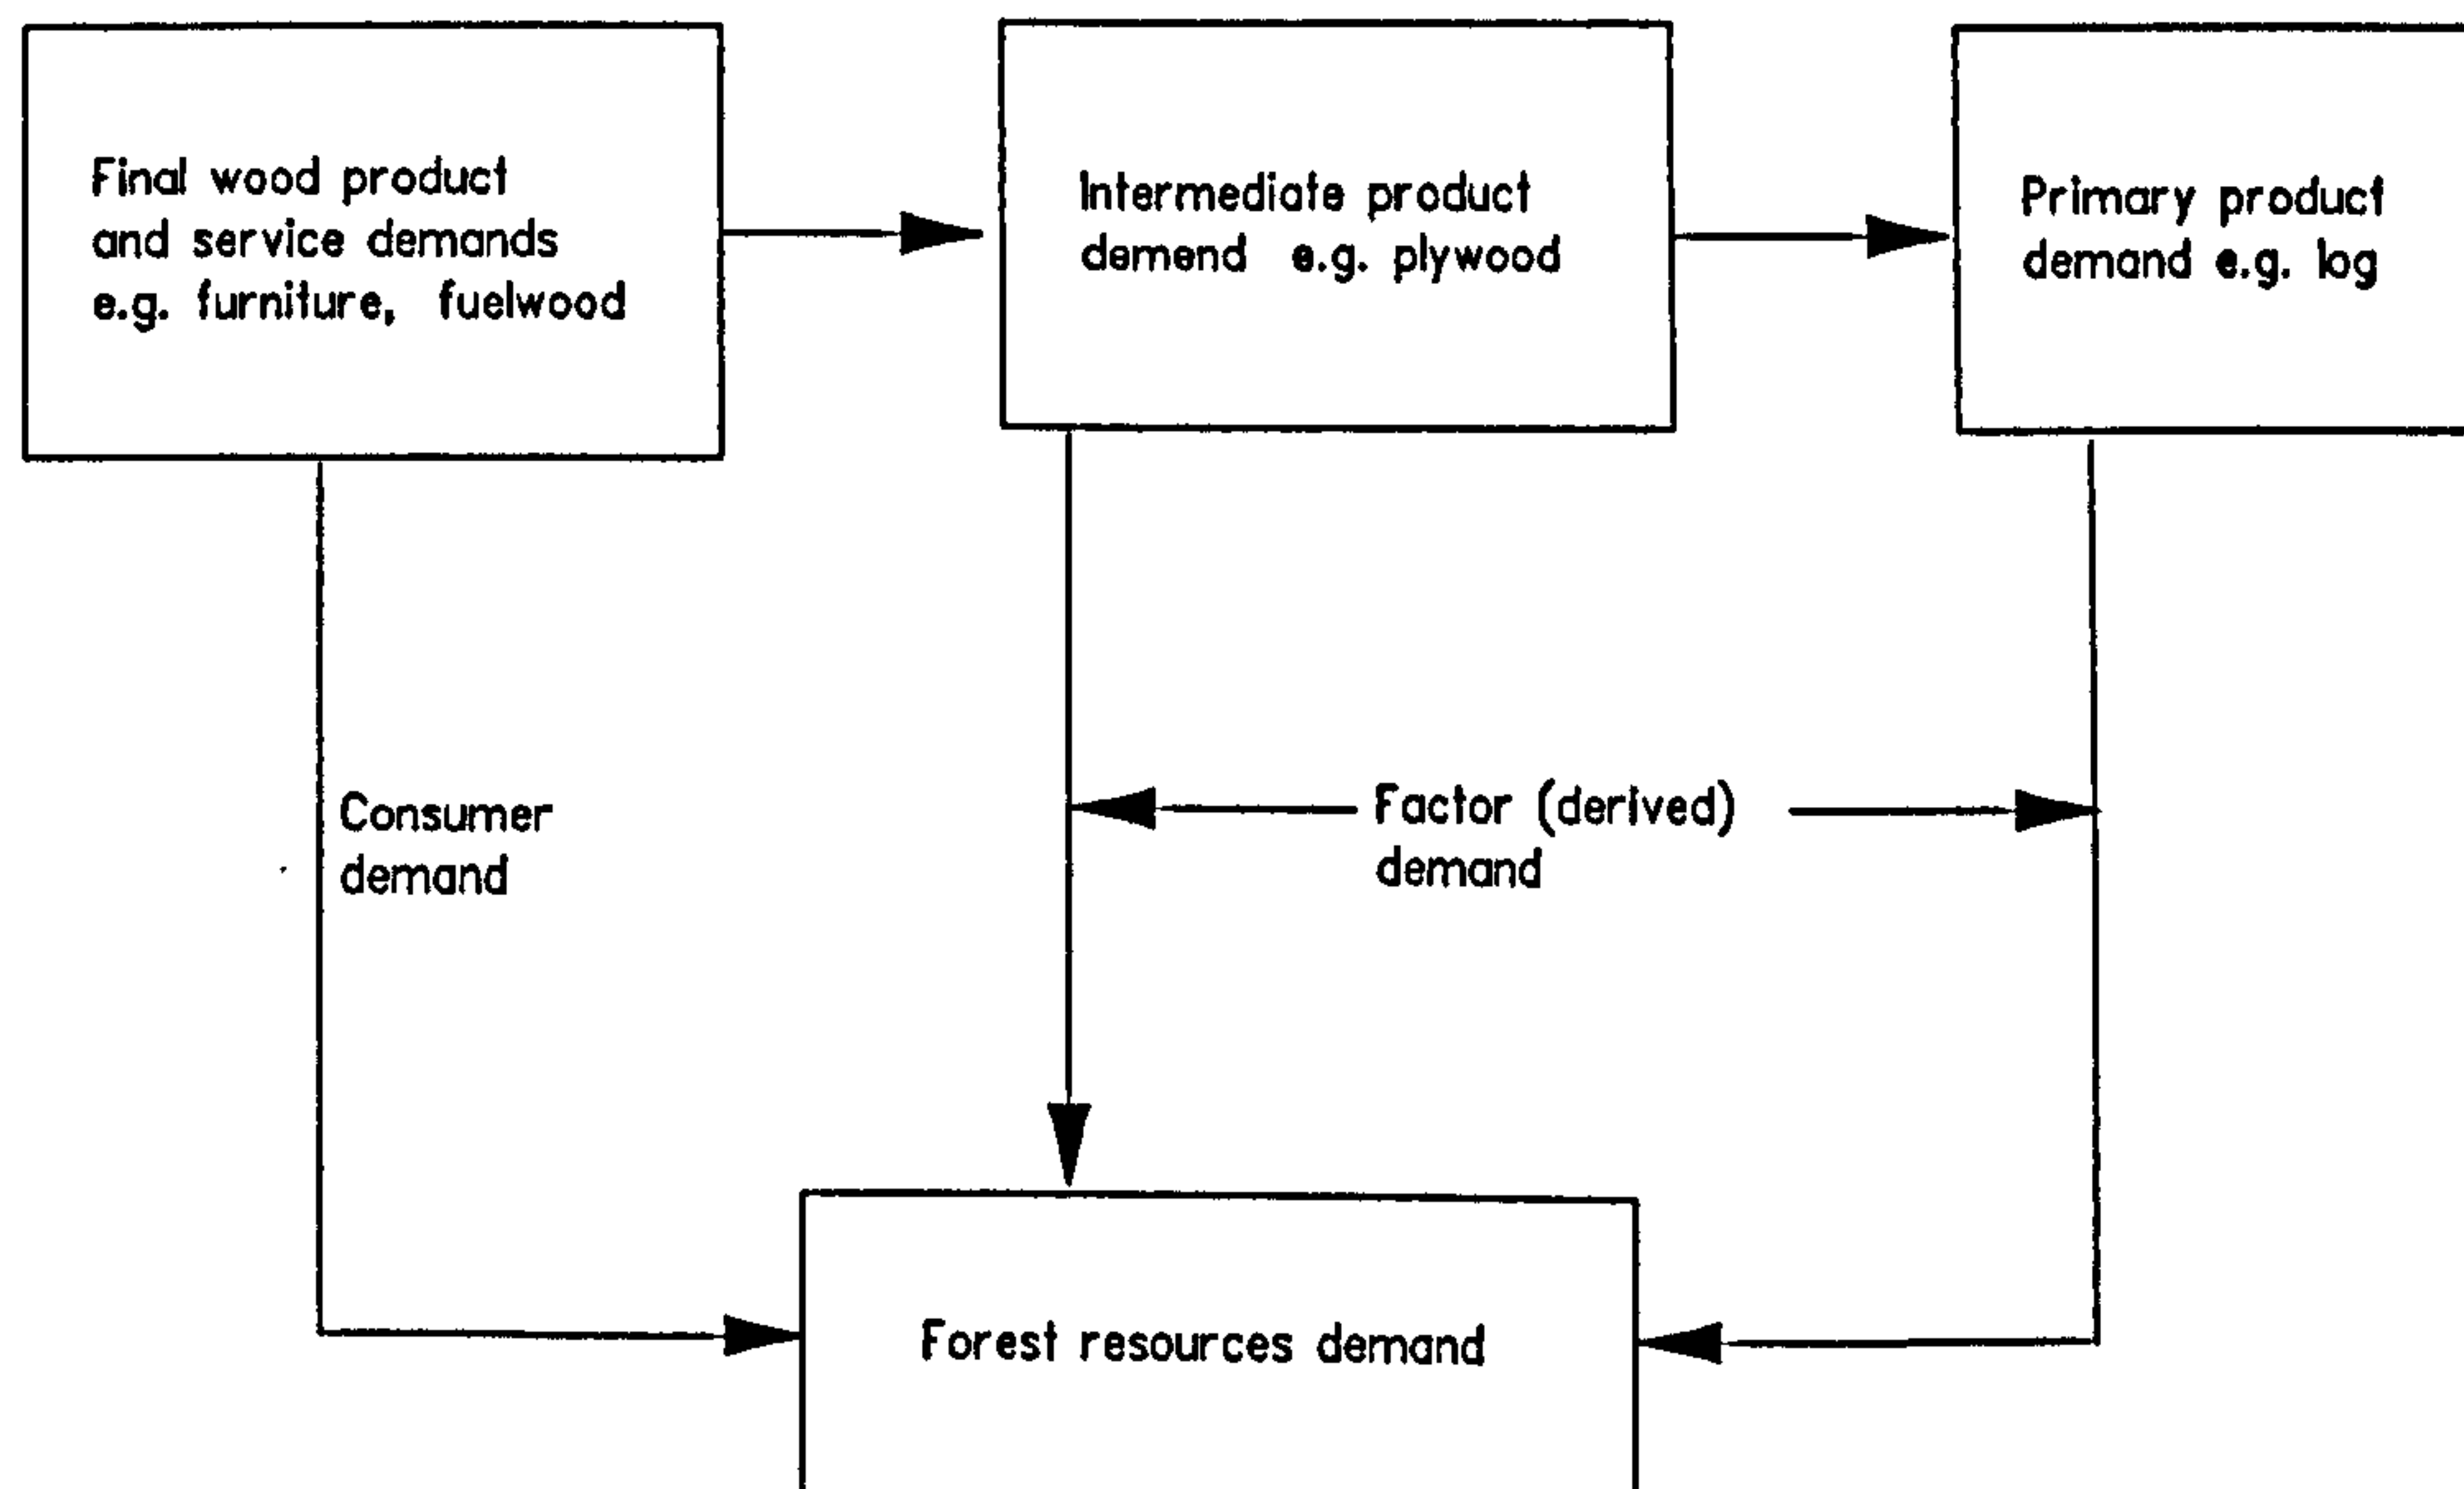 Final wood product
and service demands
e.g. furniture, fuelwood
Intermediate product
demend e.g. plywood
Primary product
demand e.g. log
Consumer
demand
Factor (derived)
demand
Forest resources demand